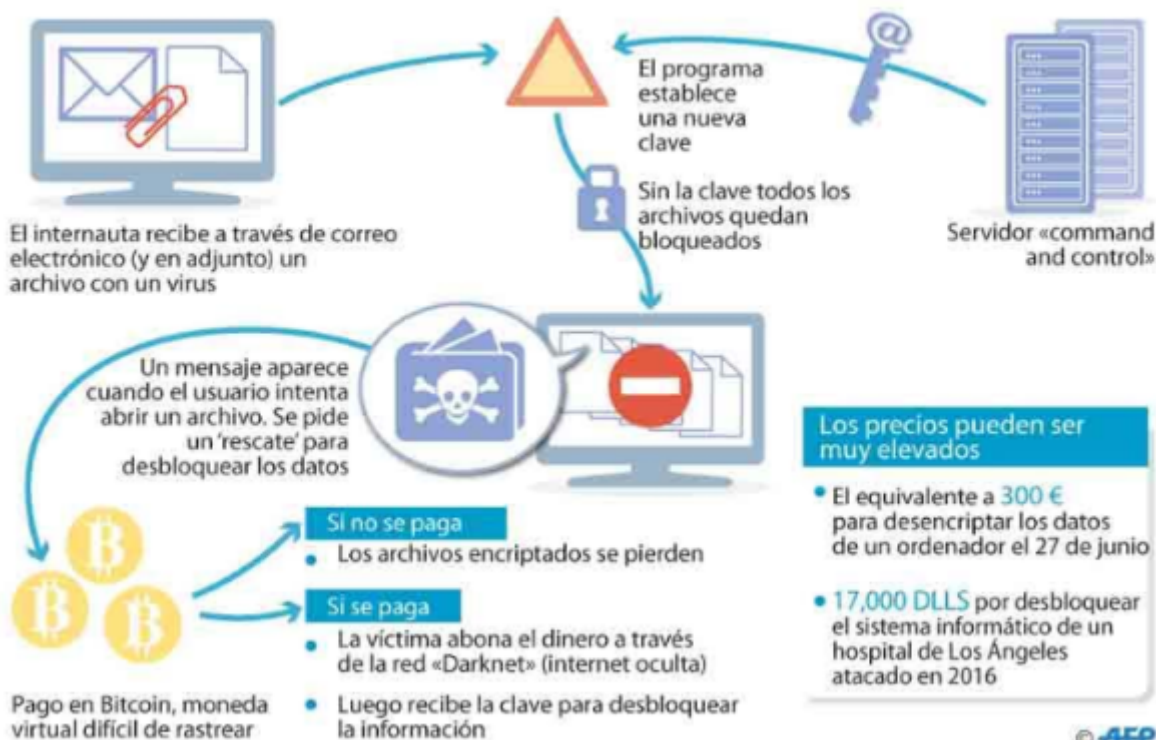 El internauta recibe a través de correo
electrónico (y en adjunto) un
archivo con un virus
El programa
establece
una nueva
clave
@
Servidor «command
and control»
Sin la clave todos los
archivos quedan
bloqueados
Un mensaje aparece
cuando el usuario intenta
abrir un archivo. Se pide
un 'rescate' para
desbloquear los datos
Pago en Bitcoin, moneda
virtual difícil de rastrear
Si no se paga
• Los archivos encriptados se pierden
Si se paga
• La víctima abona el dinero a través
de la red «Darknet» (internet oculta)
• Luego recibe la clave para desbloquear
la información
Los precios pueden ser
muy elevados
• El equivalente a 300 €
para desencriptar los datos
de un ordenador el 27 de junio
• 17,000 DLLS por desbloquear
el sistema informático de un
hospital de Los Ángeles
atacado en 2016
© AFP